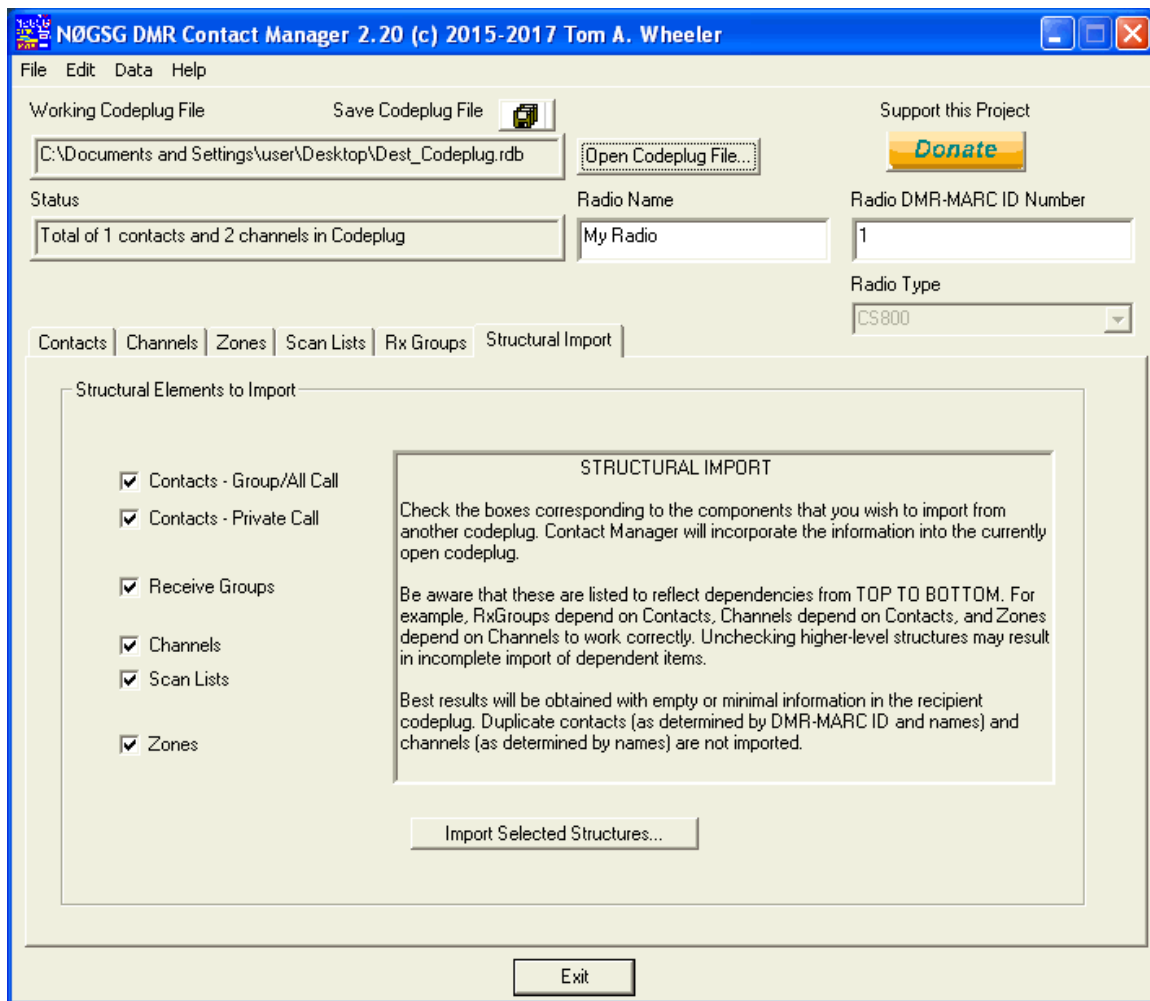 NØGSG DMR Contact Manager 2.20 (c) 2015-2017 Tom A. Wheeler
File Edit Data Help
Working Codeplug File Save Codeplug File Support this Project
C:\Documents and Settings\user\Desktop\Dest_Codeplug.rdb Open Codeplug File... Donate
Status Radio Name Radio DMR-MARC ID Number
Total of 1 contacts and 2 channels in Codeplug My Radio 1
Radio Type
CS800
Contacts Channels Zones Scan Lists Rx Groups Structural Import
Structural Elements to Import
Contacts - Group/All Call
Contacts - Private Call
Receive Groups
Channels
Scan Lists
Zones
STRUCTURAL IMPORT
Check the boxes corresponding to the components that you wish to import from
another codeplug. Contact Manager will incorporate the information into the currently
open codeplug.
Be aware that these are listed to reflect dependencies from TOP TO BOTTOM. For
example, RxGroups depend on Contacts, Channels depend on Contacts, and Zones
depend on Channels to work correctly. Unchecking higher-level structures may result
in incomplete import of dependent items.
Best results will be obtained with empty or minimal information in the recipient
codeplug. Duplicate contacts (as determined by DMR-MARC ID and names) and
channels (as determined by names) are not imported.
Import Selected Structures...
Exit